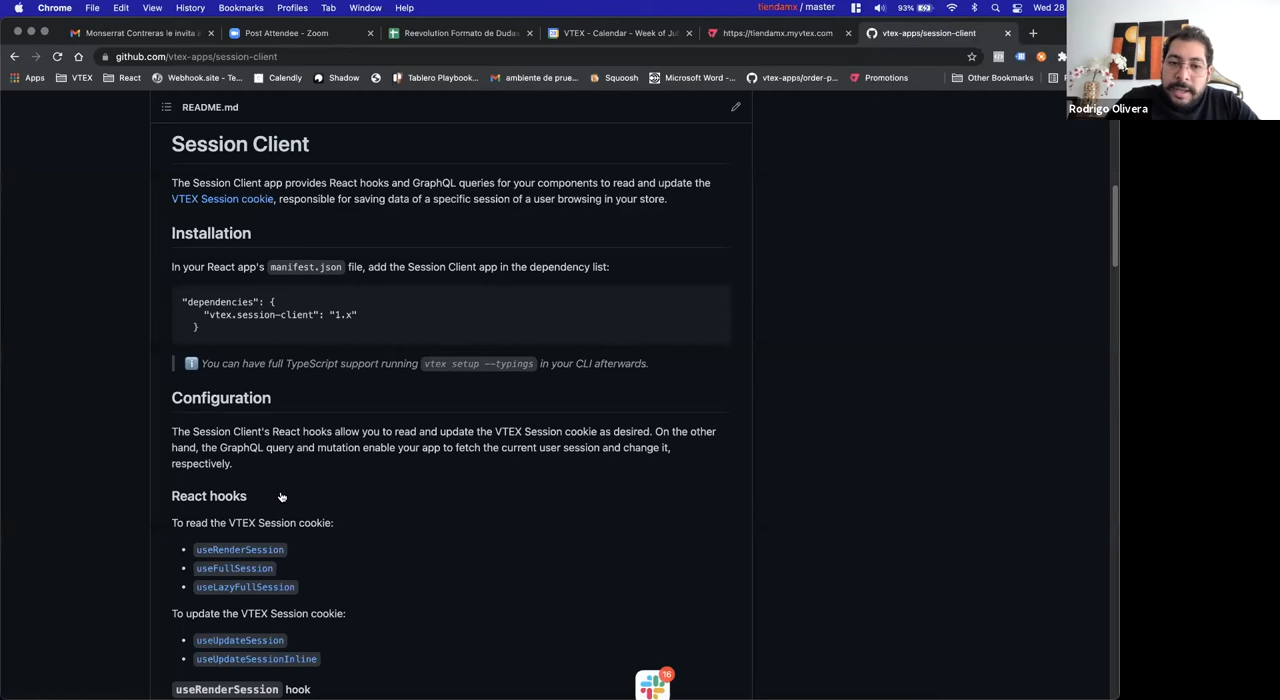 Chrome File Edit View History Bookmarks Profiles Tab Window Help
tiendamx / master
93%
Wed 28
Monserrat Contreras le invita a
Post Attendee - Zoom
Reevolution Formato de Dudas
VTEX - Calendar - Week of Ju
https://tiendamx.myvtex.com
vtex-apps/session-client
github.com/vtex-apps/session-client
Apps
VTEX
React
Webhook.site - Te...
Calendly
Shadow
Tablero Playbook...
ambiente de prue...
Squoosh
Microsoft Word -...
vtex-apps/order-p...
Promotions
Other Bookmarks
Rodrigo Olivera
README.md
Session Client
The Session Client app provides React hooks and GraphQL queries for your components to read and update the
VTEX Session cookie, responsible for saving data of a specific session of a user browsing in your store.
Installation
In your React app's manifest.json file, add the Session Client app in the dependency list:
"dependencies": {
"vtex.session-client": "1.x"
}
You can have full TypeScript support running vtex setup --typings in your CLI afterwards.
Configuration
The Session Client's React hooks allow you to read and update the VTEX Session cookie as desired. On the other
hand, the GraphQL query and mutation enable your app to fetch the current user session and change it,
respectively.
React hooks
To read the VTEX Session cookie:
• useRenderSession
• useFullSession
• useLazyFullSession
To update the VTEX Session cookie:
• useUpdateSession
• useUpdateSessionInline
useRenderSession hook
16